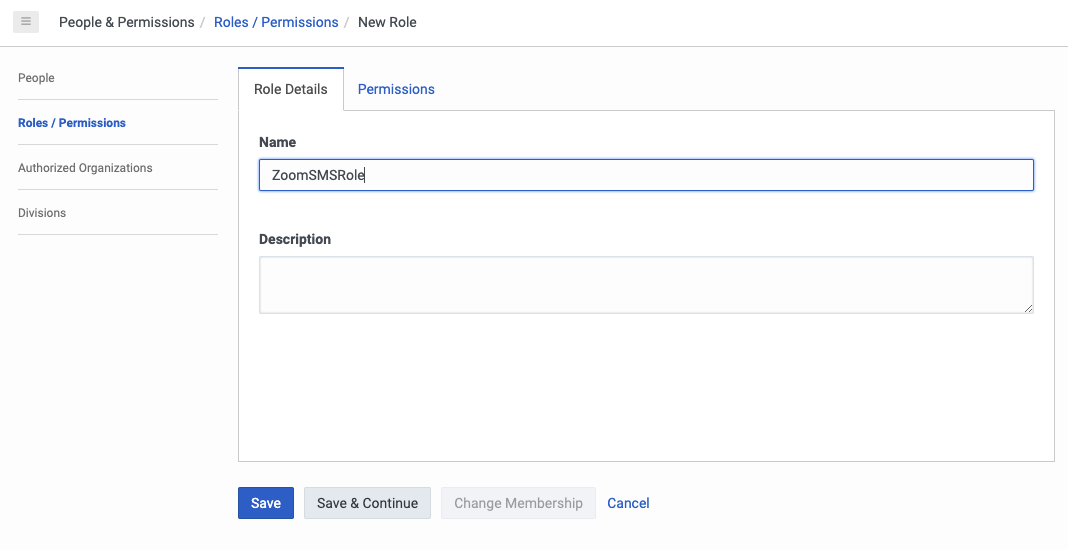 People & Permissions / Roles / Permissions / New Role
People
Roles / Permissions
Authorized Organizations
Divisions
Role Details Permissions
Name
ZoomSMSRole
Description
Save Save & Continue Change Membership Cancel